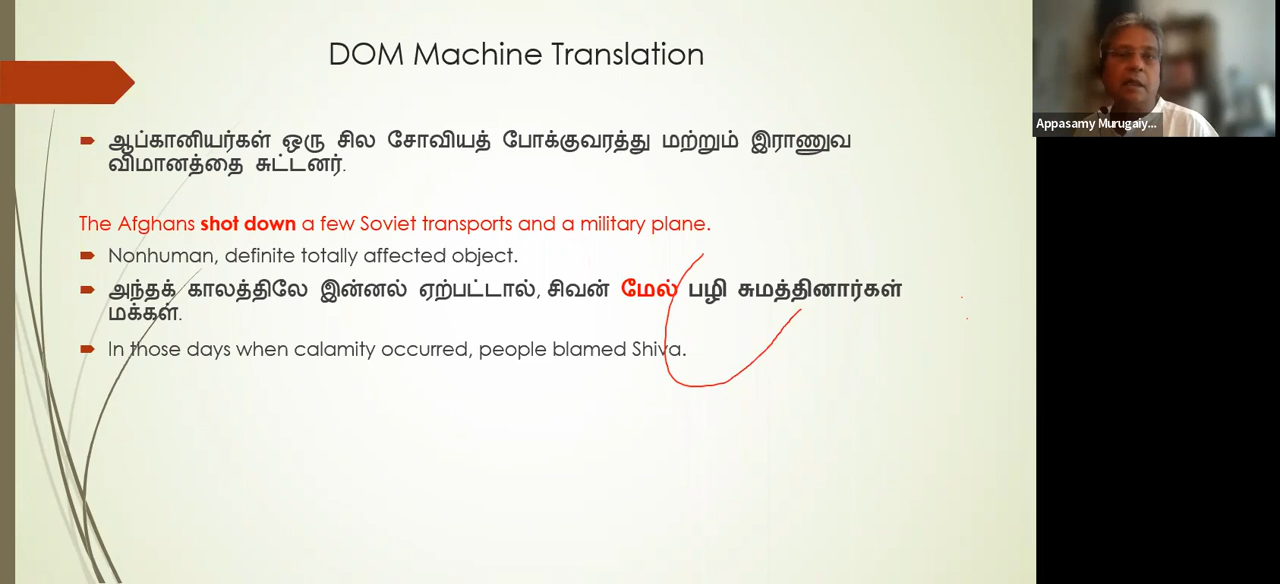 DOM Machine Translation
Appasamy Murugaiy...
ஆப்கானியர்கள் ஒரு சில சோவியத் போக்குவரத்து மற்றும் இராணுவ
விமானத்தை சுட்டனர்.
The Afghans shot down a few Soviet transports and a military plane.
Nonhuman, definite totally affected object.
அந்தக் காலத்திலே இன்னல் ஏற்பட்டால், சிவன் மேல் பழி சுமத்தினார்கள்
மக்கள்.
In those days when calamity occurred, people blamed Shiva.